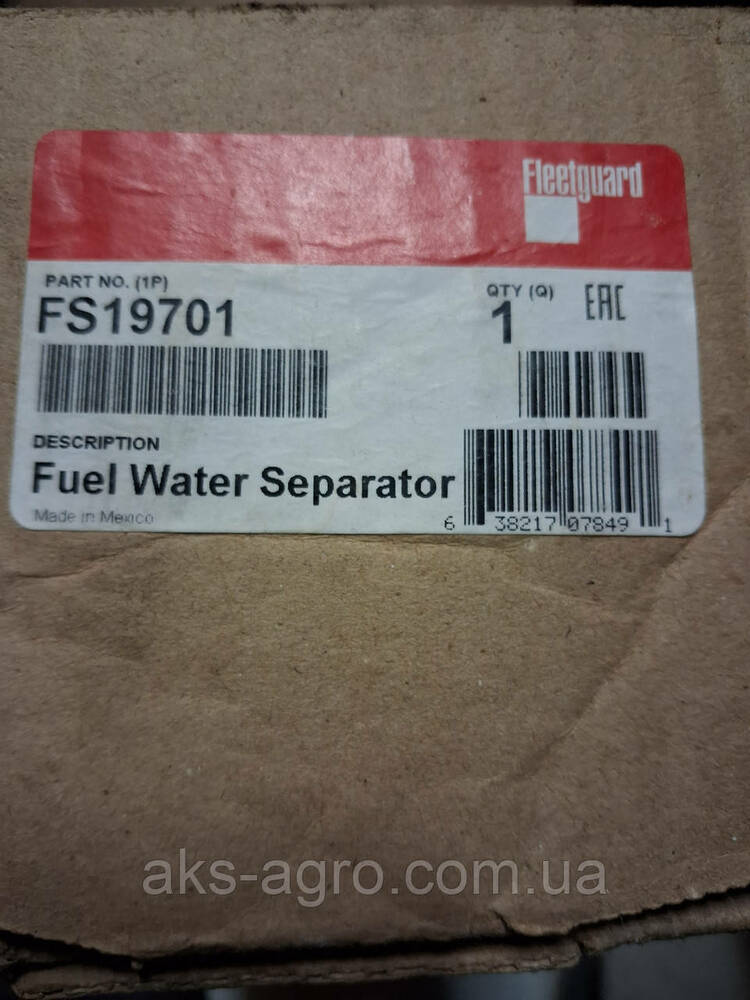 Fleetguard
PART NO. (1P)
FS19701
QTY (Q)
1
EAC
DESCRIPTION
Fuel Water Separator
Made in Mexico
6 38217 07849 1
aks-agro.com.ua